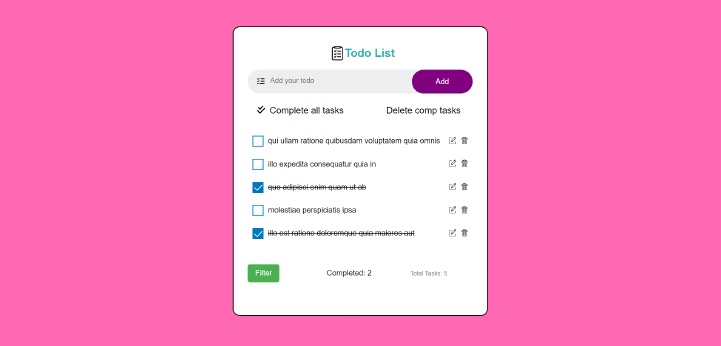 Todo List
Add your todo
Add
Complete all tasks
Delete comp tasks
qui ullam ratione quibusdam voluptatem quia omnis
illo expedita consequatur quia in
quo adipisci enim quam ut ab
molestiae perspiciatis ipsa
illo est ratione doloremque quia maiores aut
Filter
Completed: 2
Total Tasks: 5